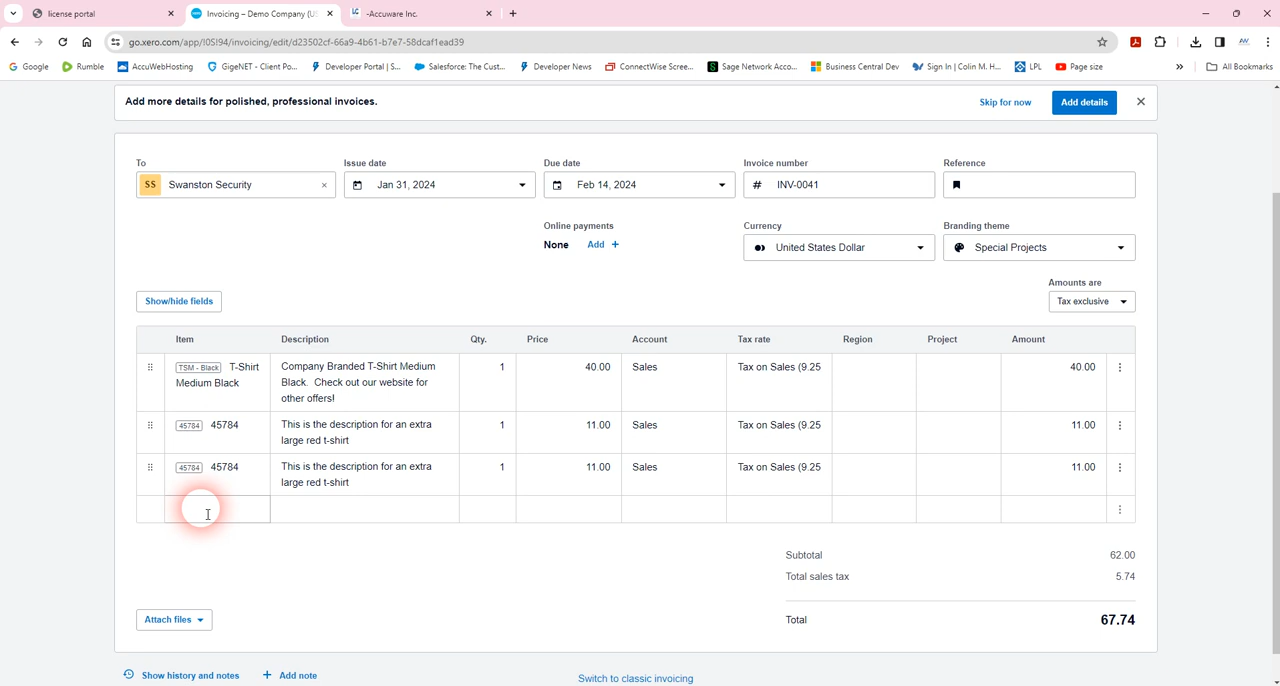 license portal
Invoicing – Demo Company (US
-Accuware Inc.
go.xero.com/app/!0S!94/invoicing/edit/d23502cf-66a9-4b61-b7e7-58dcaf1ead39
Google
Rumble
AccuWebHosting
GigeNET - Client Po...
Developer Portal | S...
Salesforce: The Cust...
Developer News
ConnectWise Scree...
Sage Network Acco...
Business Central Dev
Sign In | Colin M. H...
LPL
Page size
All Bookmarks
Add more details for polished, professional invoices.
Skip for now
Add details
To
Issue date
Due date
Invoice number
Reference
SS Swanston Security
Jan 31, 2024
Feb 14, 2024
# INV-0041
Online payments
Currency
Branding theme
None Add +
United States Dollar
Special Projects
Amounts are
Show/hide fields
Tax exclusive
Item Description Qty. Price Account Tax rate Region Project Amount
TSM - Black T-Shirt Company Branded T-Shirt Medium 1 40.00 Sales Tax on Sales (9.25 40.00
Medium Black Black. Check out our website for
other offers!
45784 45784 This is the description for an extra 1 11.00 Sales Tax on Sales (9.25 11.00
large red t-shirt
45784 45784 This is the description for an extra 1 11.00 Sales Tax on Sales (9.25 11.00
large red t-shirt
Subtotal 62.00
Total sales tax 5.74
Attach files
Total 67.74
Show history and notes
+ Add note
Switch to classic invoicing